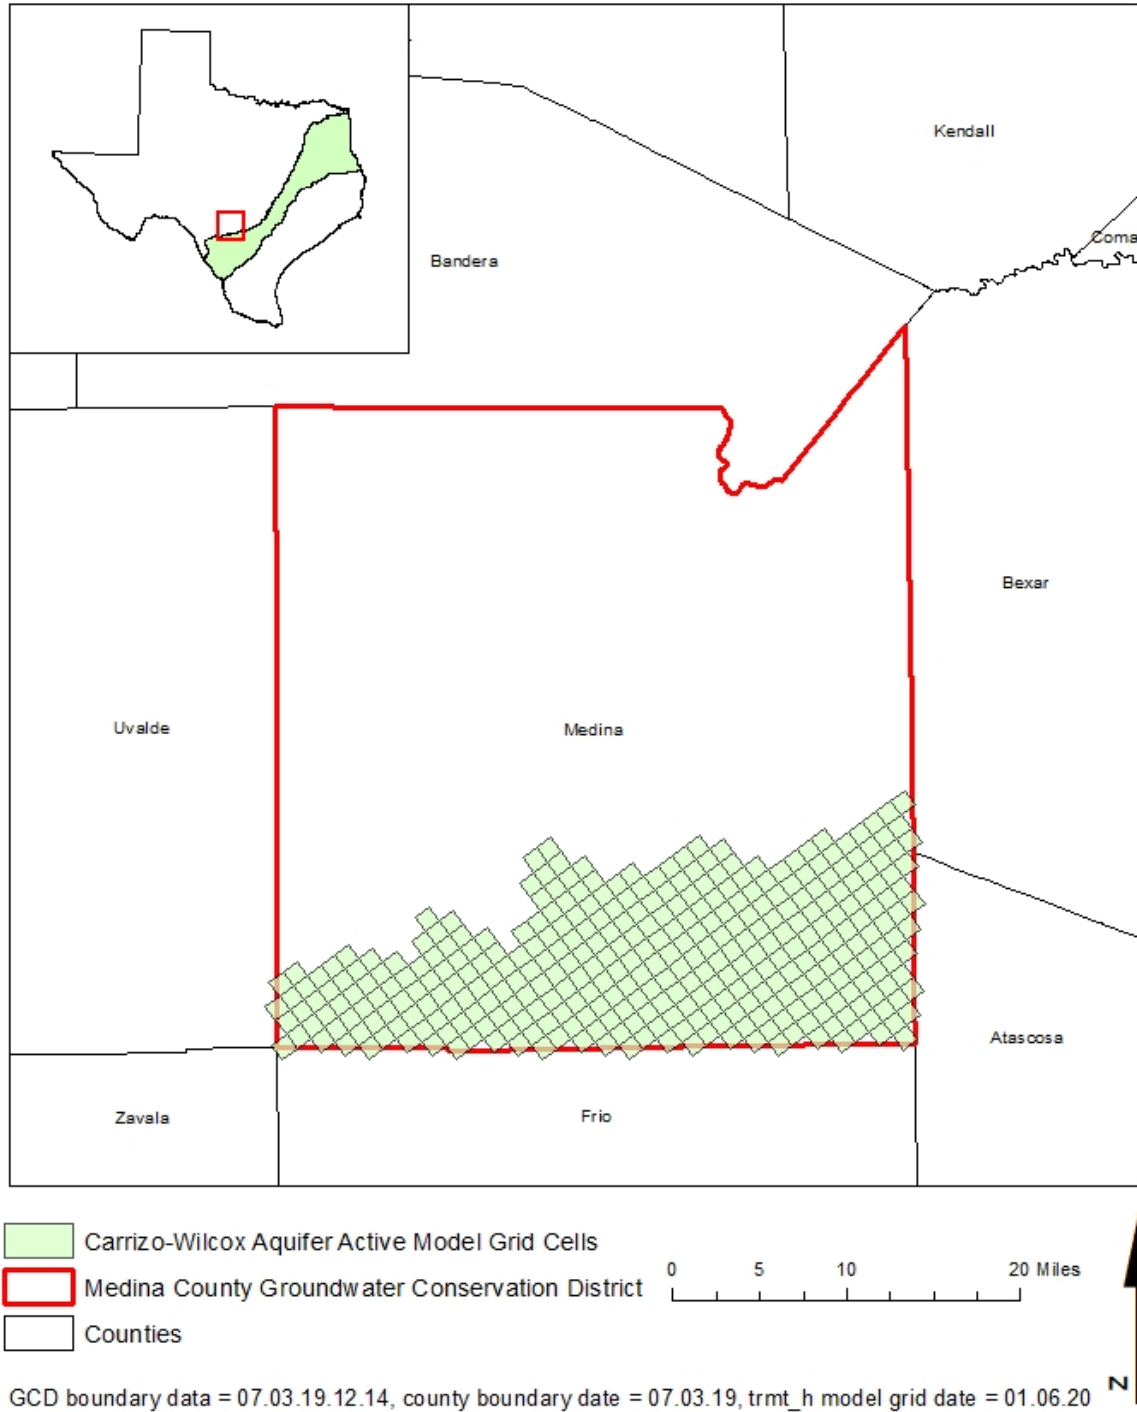 Kendall
Coma
Bandera
Bexar
Uvalde
Medina
Atascosa
Zavala
Frio
Carrizo-Wilcox Aquifer Active Model Grid Cells
Medina County Groundwater Conservation District
Counties
0 5 10 20 Miles
N
GCD boundary data = 07.03.19.12.14, county boundary date = 07.03.19, trmt_h model grid date = 01.06.20